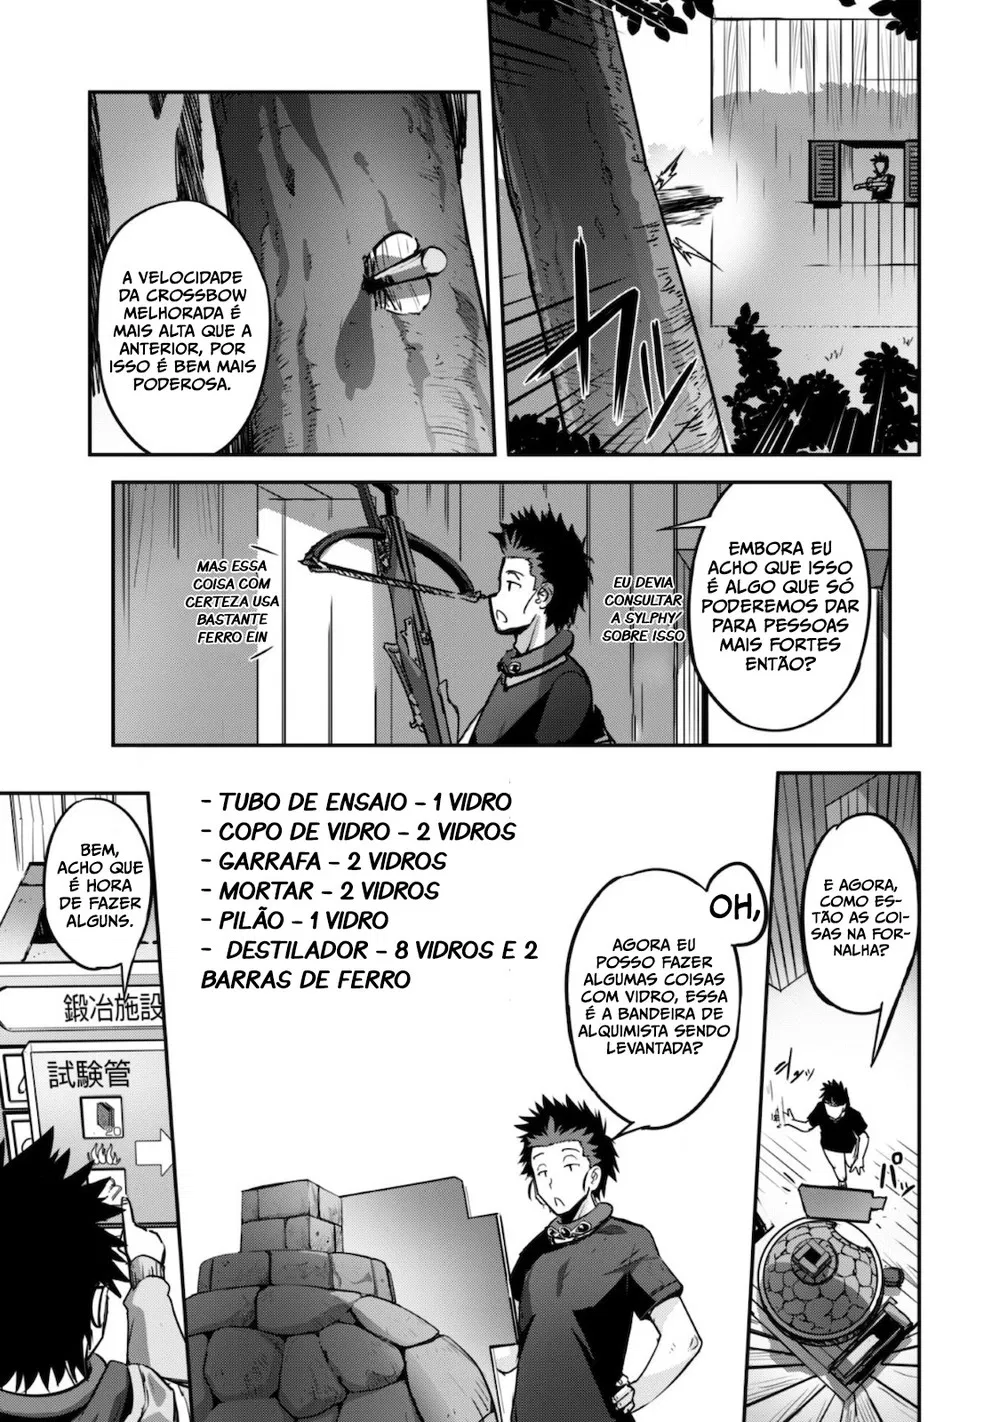 A VELOCIDADE
DA CROSSBOW
MELHORADA É
MAIS ALTA QUE A
ANTERIOR, POR
ISSO É BEM MAIS
PODEROSA.
EMBORA EU
ACHO QUE ISSO
É ALGO QUE SÓ
PODEREMOS DAR
PARA PESSOAS
MAIS FORTES
ENTÃO?
EU DEVIA
CONSULTAR
A SYLPHY
SOBRE ISSO
MAS ESSA
COISA COM
CERTEZA USA
BASTANTE
FERRO EIN
E AGORA,
COMO ES-
TÃO AS COI-
SAS NA FOR-
NALHA?
パッ
OH,
AGORA EU
POSSO FAZER
ALGUMAS COISAS
COM VIDRO, ESSA
É A BANDEIRA DE
ALQUIMISTA SENDO
LEVANTADA?
- TUBO DE ENSAIO - 1 VIDRO
- COPO DE VIDRO - 2 VIDROS
- GARRAFA - 2 VIDROS
- MORTAR - 2 VIDROS
- PILÃO - 1 VIDRO
- DESTILADOR - 8 VIDROS E 2
BARRAS DE FERRO
BEM,
ACHO QUE
É HORA
DE FAZER
ALGUNS.
鍛冶施設
試験管
20